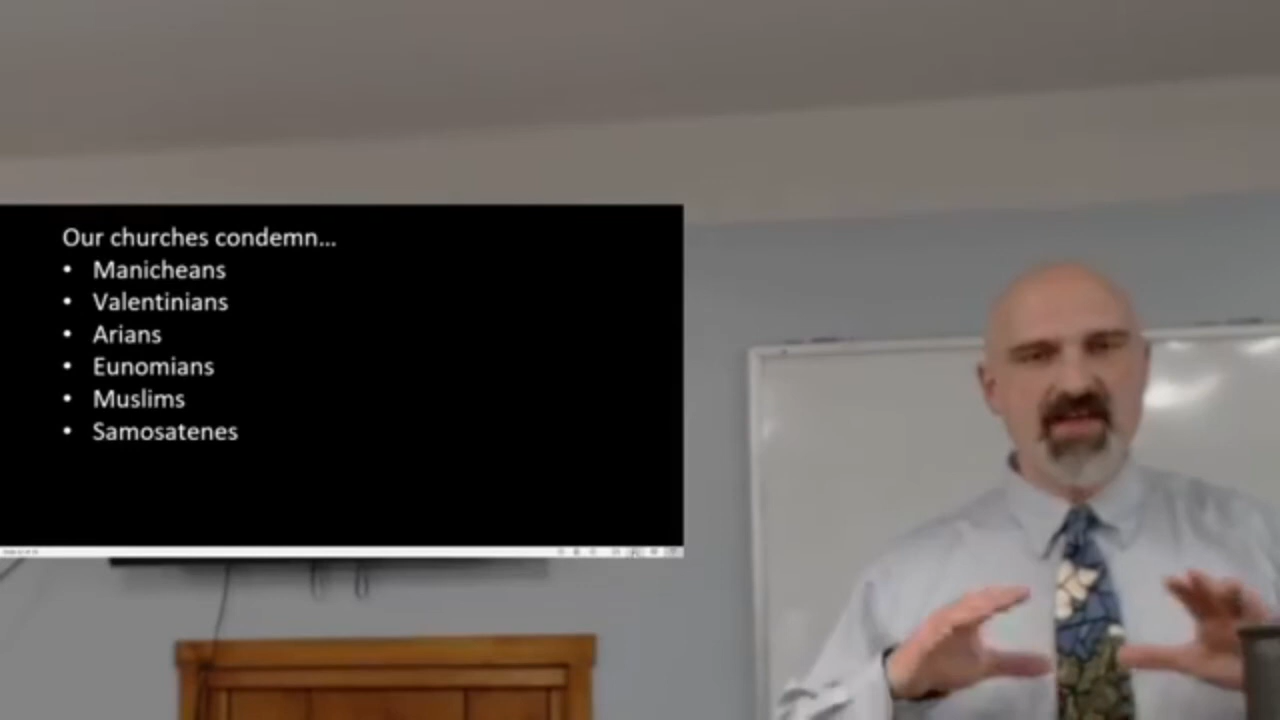 Our churches condemn...
• Manicheans
• Valentinians
• Arians
• Eunomians
• Muslims
• Samosatenes